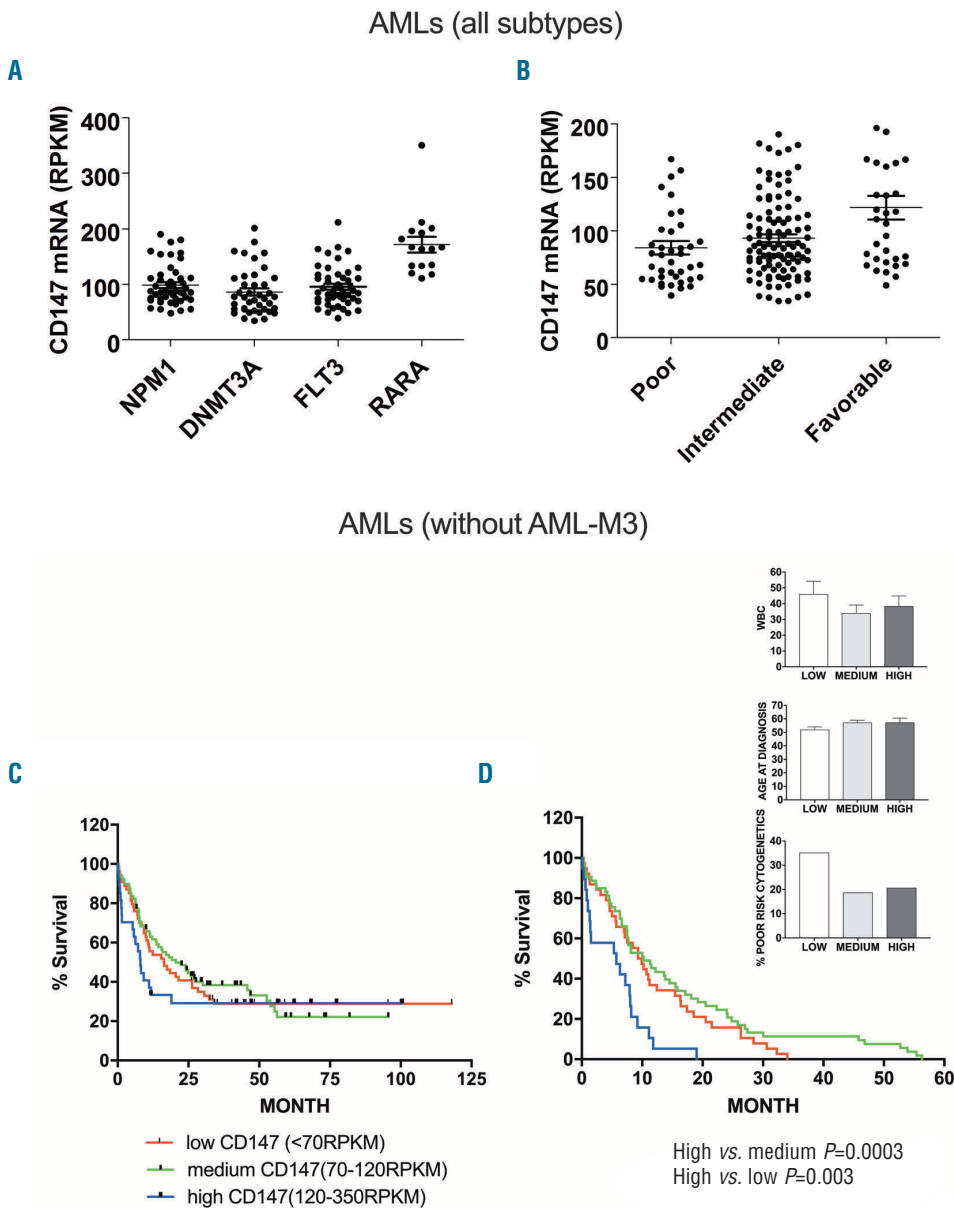 AMLs (all subtypes)
A
CD147 mRNA (RPKM)
400
300
200
100
0
NPM1
DNMT3A
FLT3
RARA
B
CD147 mRNA (RPKM)
200
150
100
50
0
Poor
Intermediate
Favorable
AMLs (without AML-M3)
WBC
60
50
40
30
20
10
0
LOW MEDIUM HIGH
AGE AT DIAGNOSIS
70
60
50
40
30
20
10
0
LOW MEDIUM HIGH
% POOR RISK CYTOGENETICS
40
30
20
10
0
LOW MEDIUM HIGH
C
% Survival
120
100
80
60
40
20
0
0 25 50 75 100 125
MONTH
D
% Survival
120
100
80
60
40
20
0
0 10 20 30 40 50 60
MONTH
low CD147 (<70RPKM)
medium CD147(70-120RPKM)
high CD147(120-350RPKM)
High vs. medium P=0.0003
High vs. low P=0.003